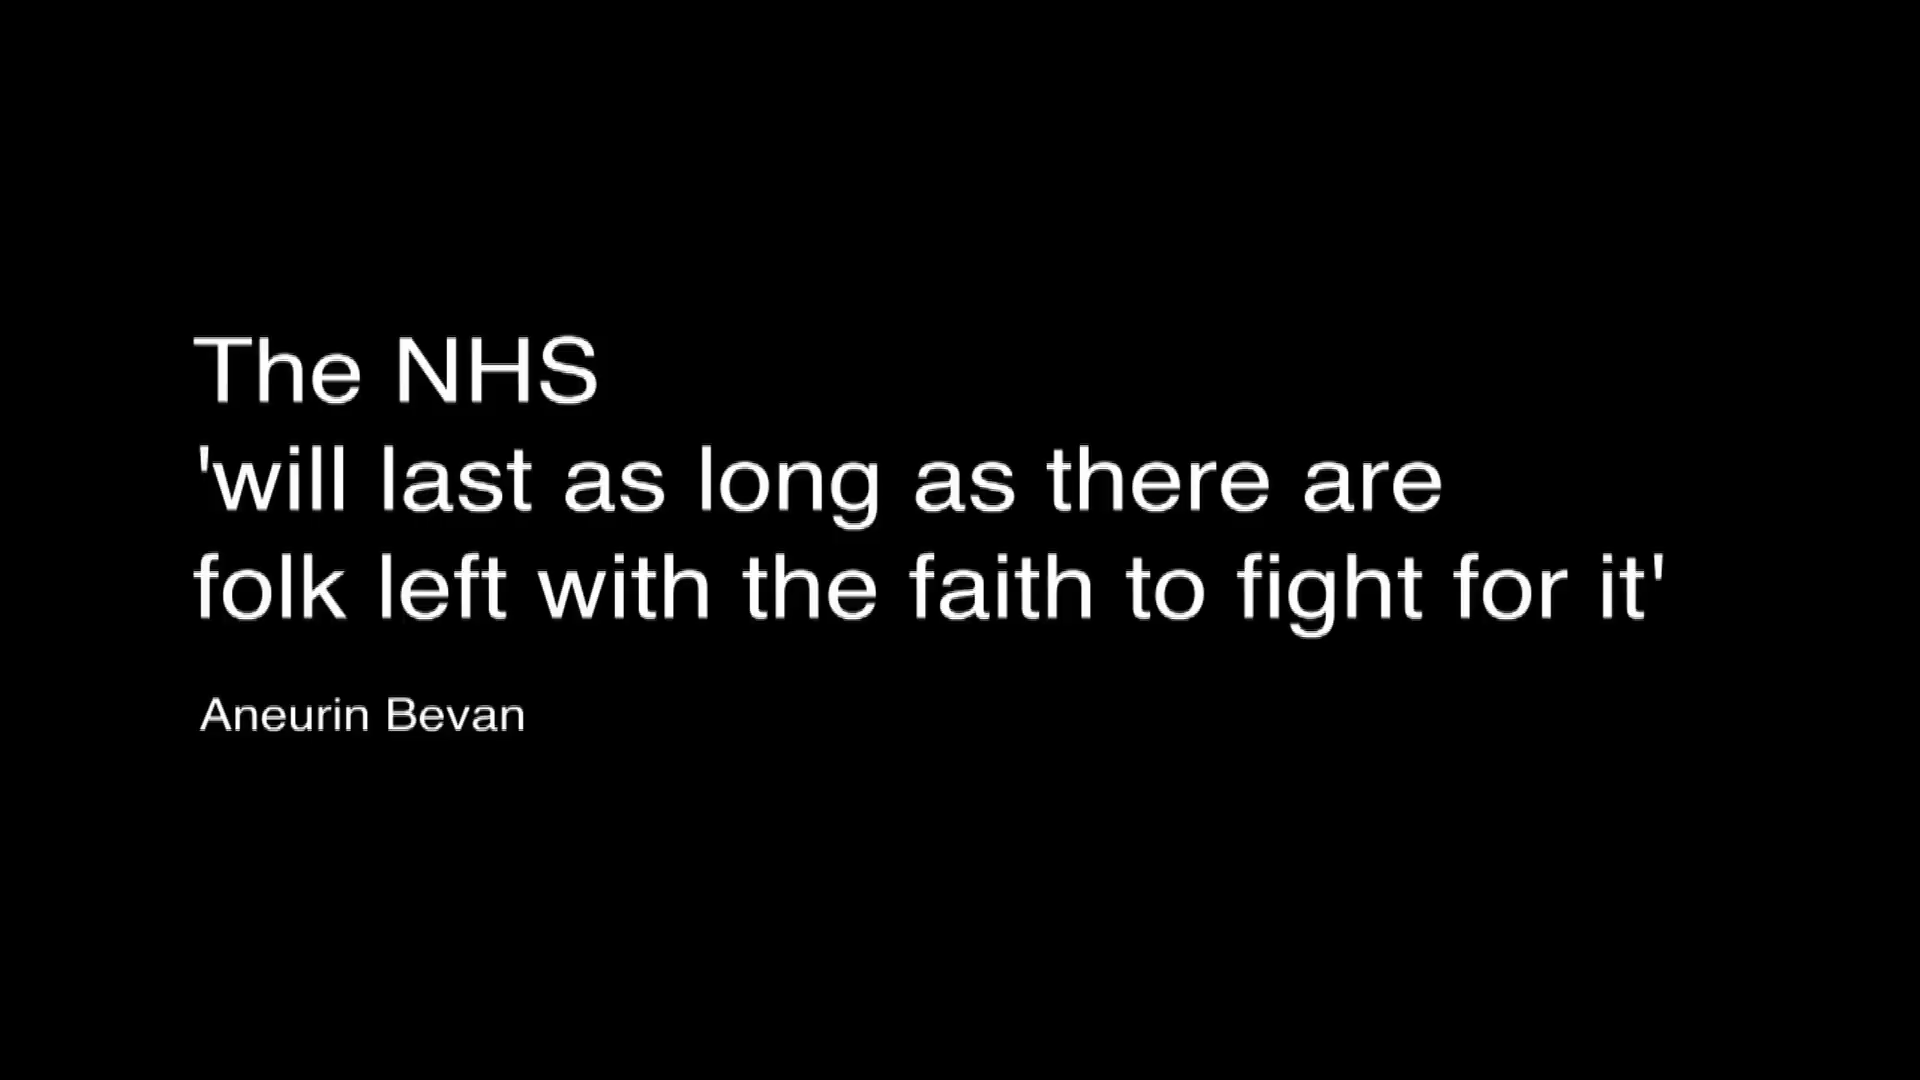 The NHS
'will last as long as there are
folk left with the faith to fight for it'
Aneurin Bevan